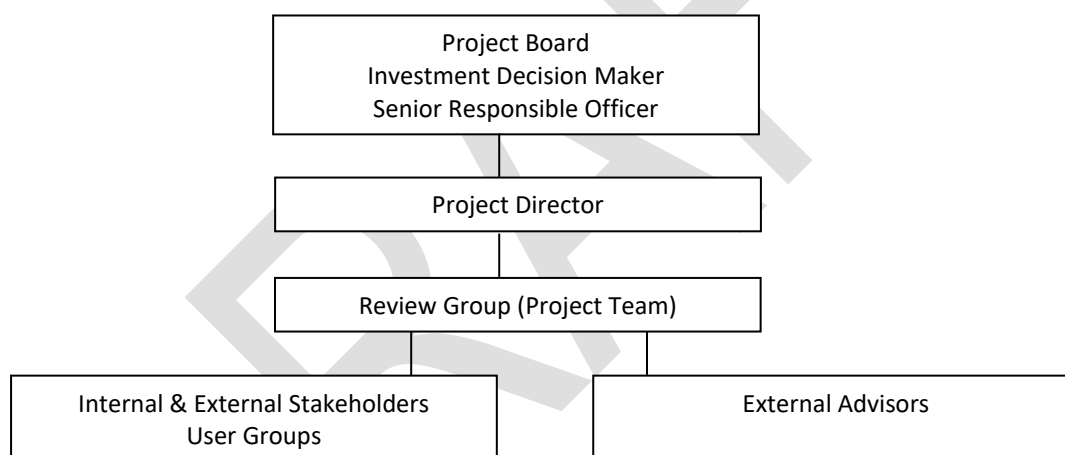 Project Board
Investment Decision Maker
Senior Responsible Officer
Project Director
Review Group (Project Team)
Internal & External Stakeholders
User Groups
External Advisors